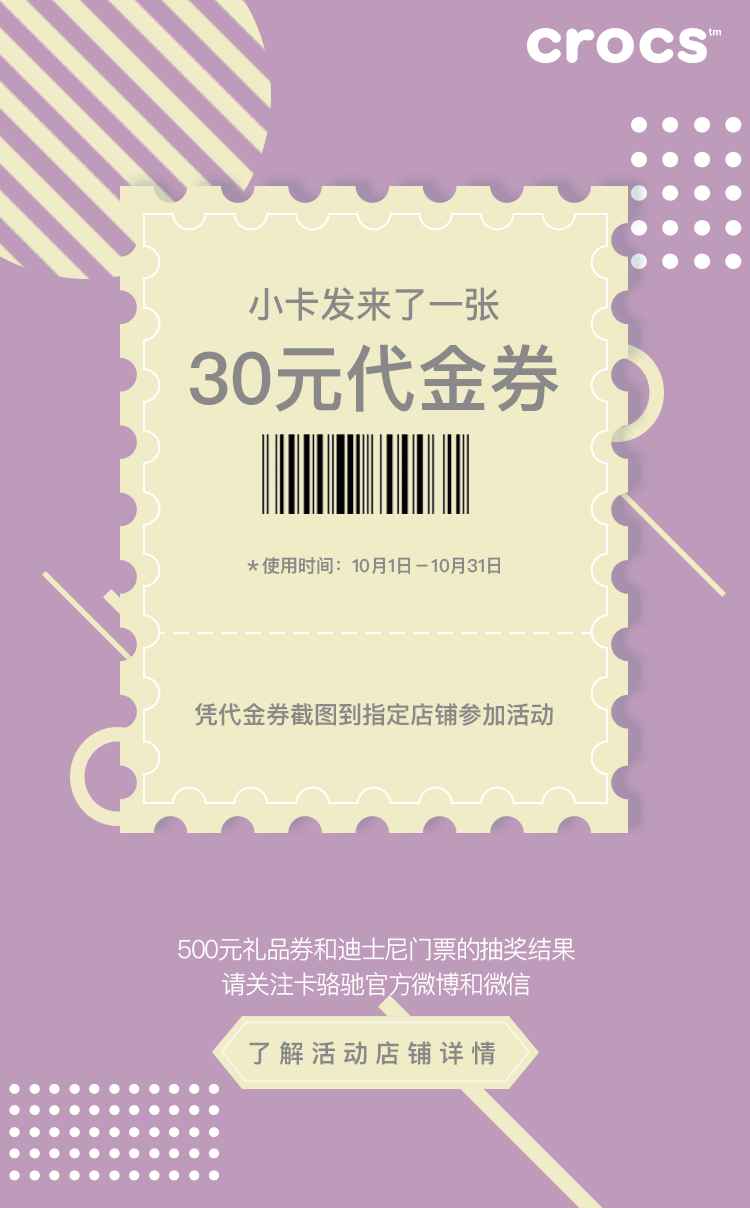 crocs™
小卡发来了一张
30元代金券
*使用时间：10月1日－10月31日
凭代金券截图到指定店铺参加活动
500元礼品券和迪士尼门票的抽奖结果
请关注卡骆驰官方微博和微信
了解活动店铺详情